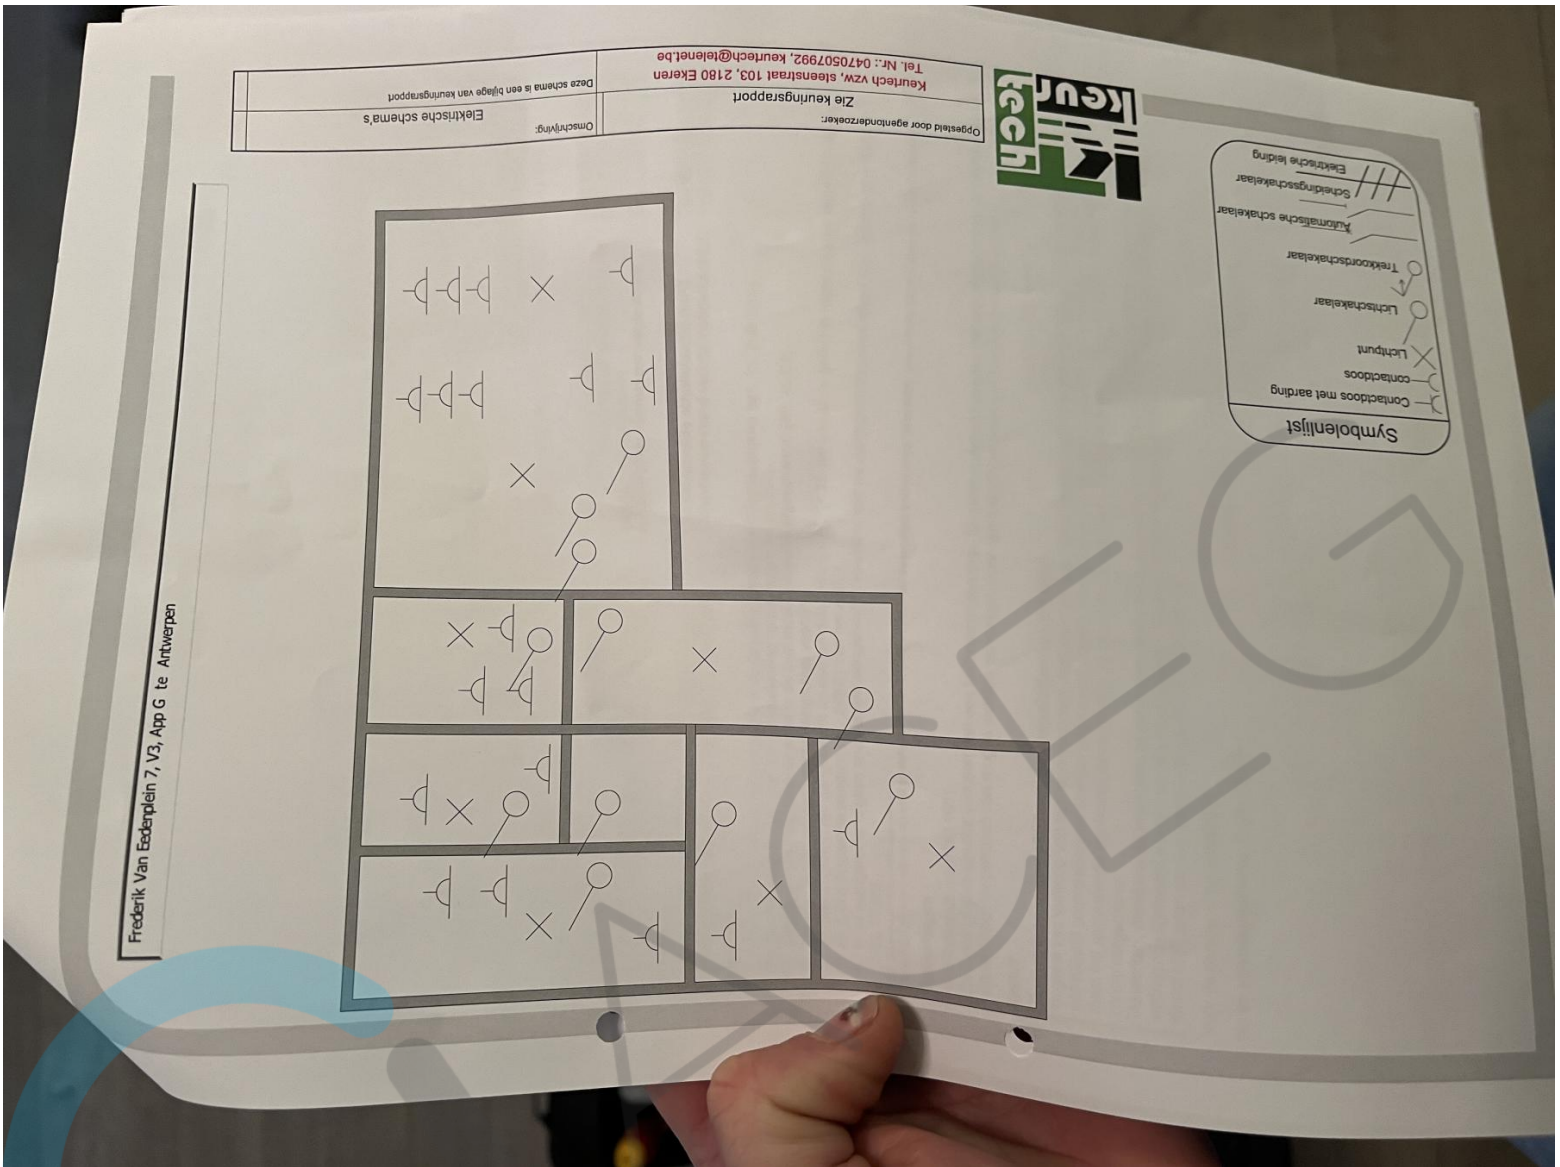 Keurtech vzw, steenstraat 103, 2180 Ekeren
Tel. Nr.: 0470507992, keurtech@telenet.be
Opgesteld door agentonderzoeker:
Zie keuringsrapport
Omschrijving:
Elektrische schema's
Deze schema is een bijlage van keuringsrapport
keur
tech
KT
Symbolenlijst
Contactdoos met aarding
contactdoos
Lichtpunt
Lichtschakelaar
Trekkoordschakelaar
Automatische schakelaar
Scheidingsschakelaar
Elektrische leiding
Frederik Van Eedenplein 7, V3, App G te Antwerpen
ACEG